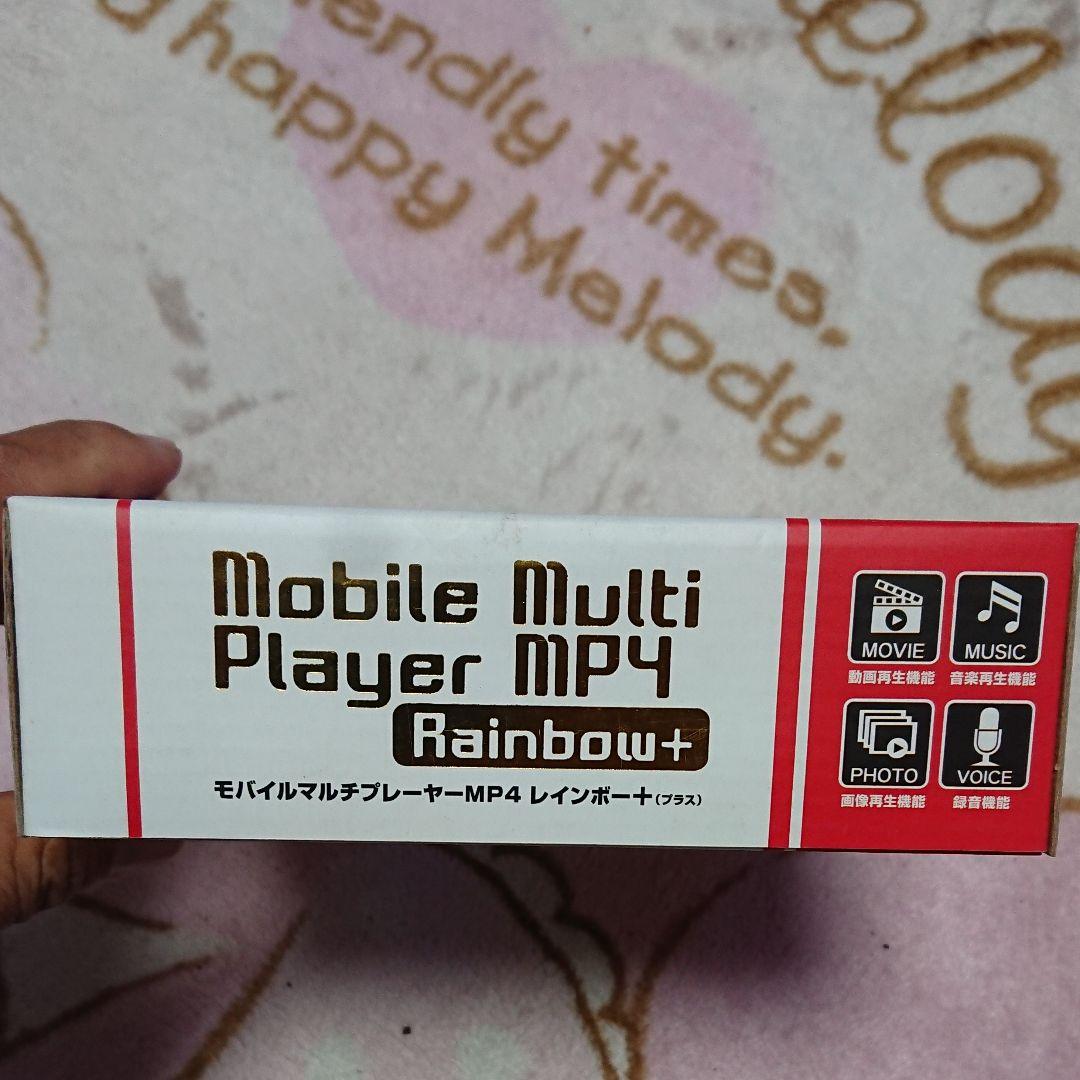 endly times.
happy Melody.
elody
Mobile Multi
Player MP4
Rainbow+
モバイルマルチプレーヤーMP4 レインボー＋(プラス)
MOVIE
動画再生機能
MUSIC
音楽再生機能
PHOTO
画像再生機能
VOICE
録音機能